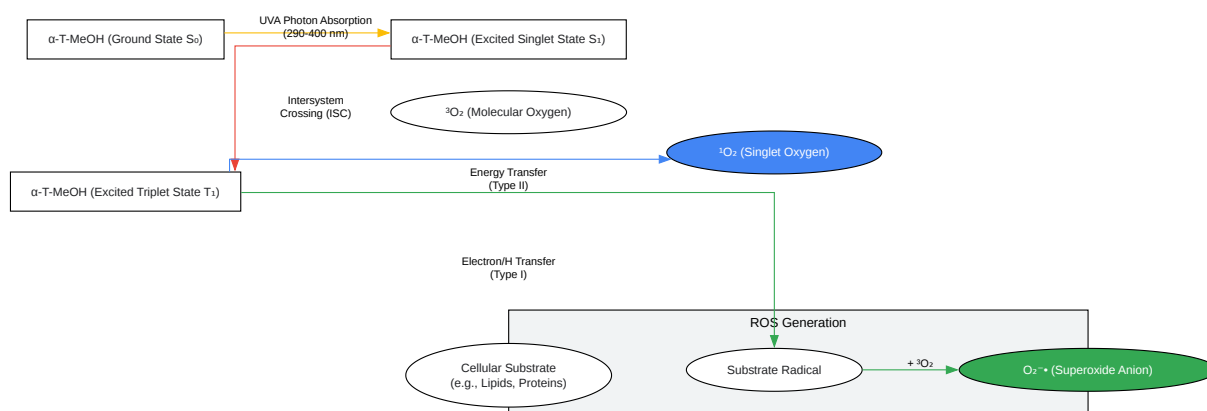 UVA Photon Absorption
(290-400 nm)
α-T-MeOH (Ground State S₀)
α-T-MeOH (Excited Singlet State S₁)
Intersystem
Crossing (ISC)
³O₂ (Molecular Oxygen)
¹O₂ (Singlet Oxygen)
Energy Transfer
(Type II)
α-T-MeOH (Excited Triplet State T₁)
Electron/H Transfer
(Type I)
ROS Generation
Cellular Substrate
(e.g., Lipids, Proteins)
Substrate Radical
+ ³O₂
O₂⁻• (Superoxide Anion)